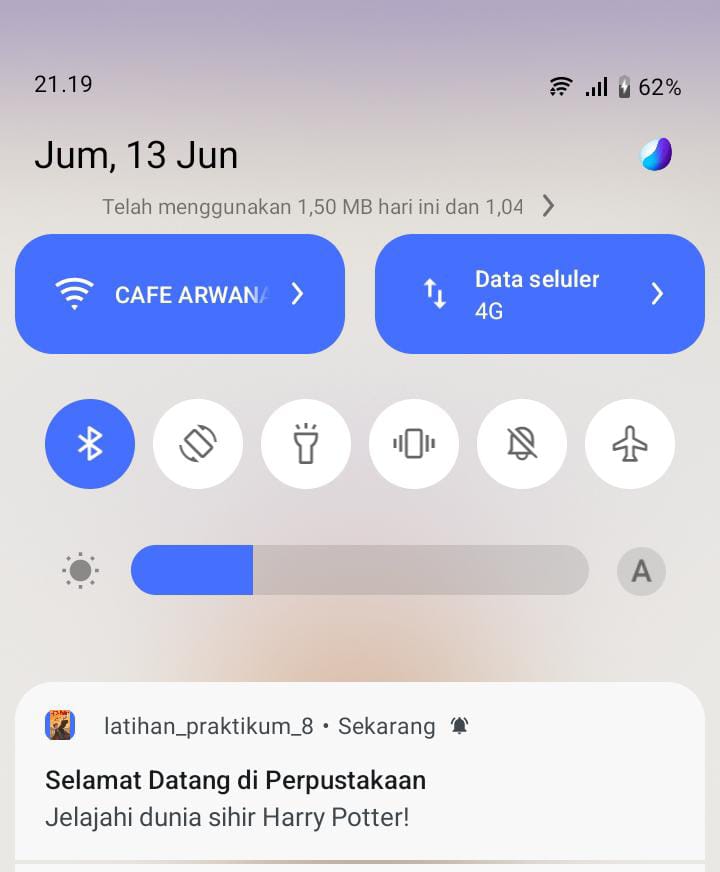 21.19
62%
Jum, 13 Jun
Telah menggunakan 1,50 MB hari ini dan 1,04
CAFE ARWANA
Data seluler
4G
A
latihan_praktikum_8 • Sekarang
Selamat Datang di Perpustakaan
Jelajahi dunia sihir Harry Potter!